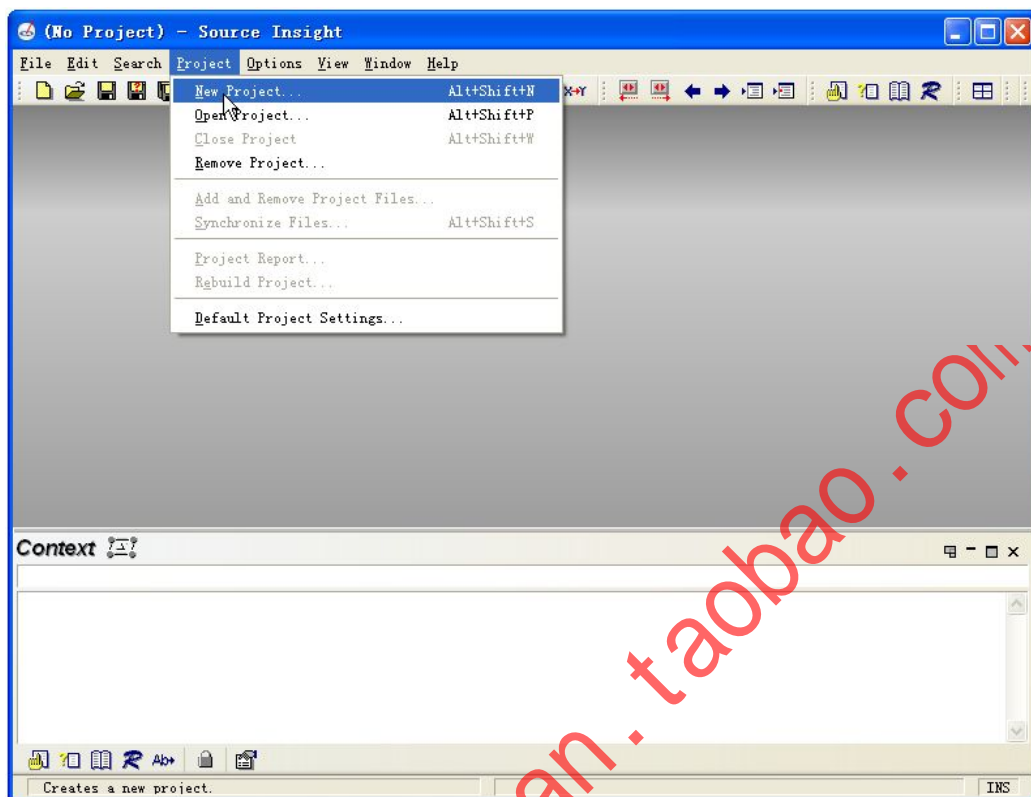 (No Project) - Source Insight
File Edit Search Project Options View Window Help
New Project... Alt+Shift+N
Open Project... Alt+Shift+P
Close Project Alt+Shift+W
Remove Project...
Add and Remove Project Files...
Synchronize Files... Alt+Shift+S
Project Report...
Rebuild Project...
Default Project Settings...
X→Y
Context
Ab→
Creates a new project. INS
an.taobao.com